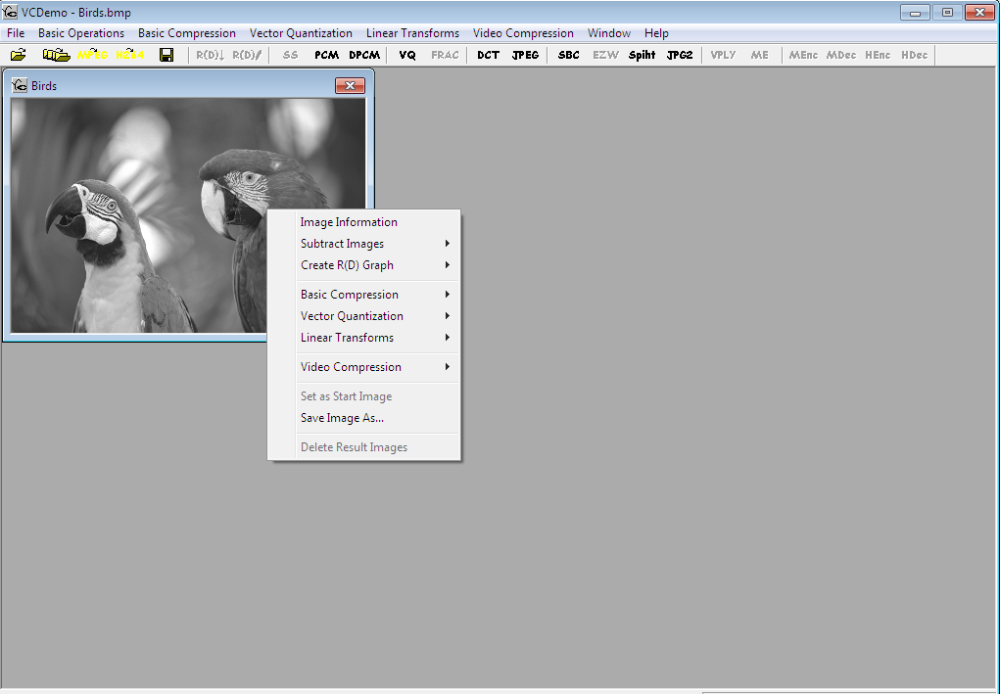 VCDemo - Birds.bmp
File Basic Operations Basic Compression Vector Quantization Linear Transforms Video Compression Window Help
MPEG H264 R(D)↓ R(D)// SS PCM DPCM VQ FRAC DCT JPEG SBC EZW Spiht JPG2 VPLY ME MEnc MDec HEnc HDec
Birds
Image Information
Subtract Images
Create R(D) Graph
Basic Compression
Vector Quantization
Linear Transforms
Video Compression
Set as Start Image
Save Image As...
Delete Result Images